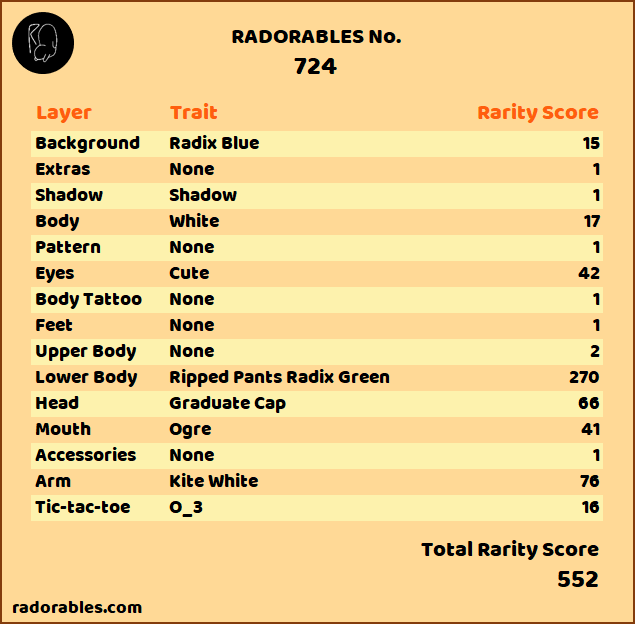 RADORABLES No.
724
Layer Trait Rarity Score
Background Radix Blue 15
Extras None 1
Shadow Shadow 1
Body White 17
Pattern None 1
Eyes Cute 42
Body Tattoo None 1
Feet None 1
Upper Body None 2
Lower Body Ripped Pants Radix Green 270
Head Graduate Cap 66
Mouth Ogre 41
Accessories None 1
Arm Kite White 76
Tic-tac-toe O_3 16
Total Rarity Score
552
radorables.com